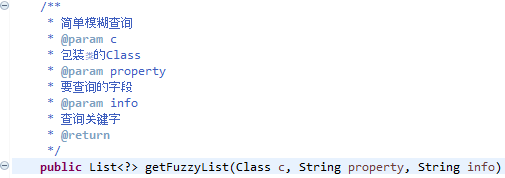 /**
* 简单模糊查询
* @param c
* 包装类的Class
* @param property
* 要查询的字段
* @param info
* 查询关键字
* @return
*/
public List<?> getFuzzyList(Class c, String property, String info)